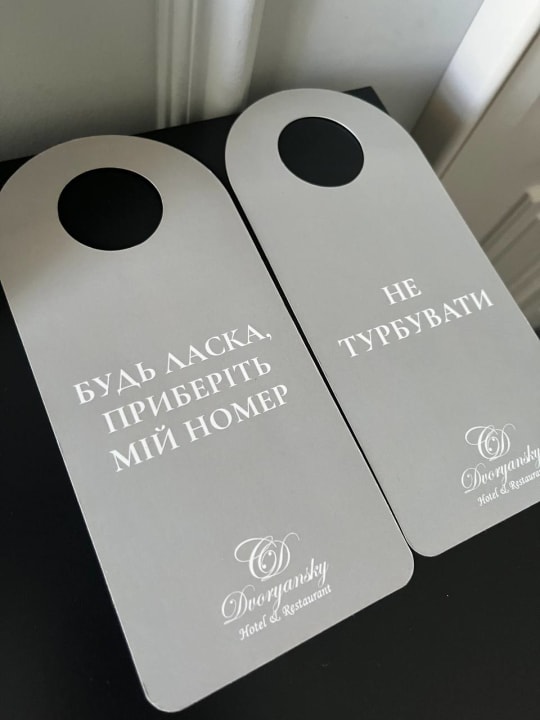 БУДЬ ЛАСКА,
ПРИБЕРІТЬ
МІЙ НОМЕР
Dvoryansky
Hotel & Restaurant
НЕ
ТУРБУВАТИ
Dvoryansky
Hotel & Restaurant